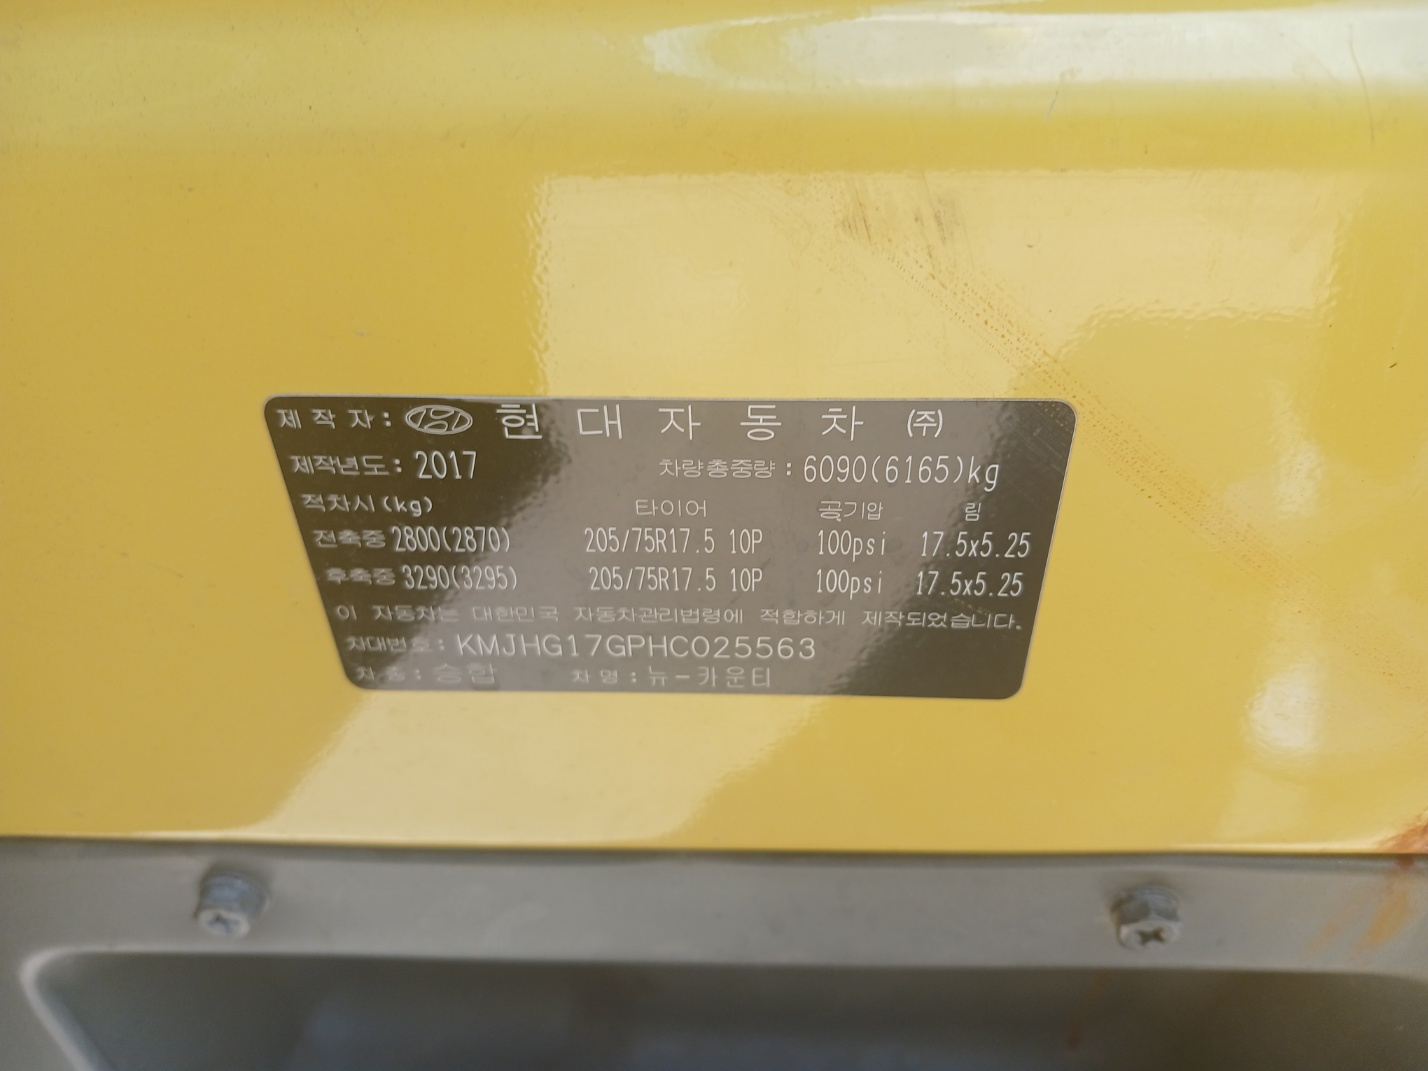 제 작 자 : 현 대 자 동 차 ㈜
제작년도 : 2017 차량총중량 : 6090(6165)kg
적차시(kg) 타이어 공기압 림
전축중 2800(2870) 205/75R17.5 10P 100psi 17.5x5.25
후축중 3290(3295) 205/75R17.5 10P 100psi 17.5x5.25
이 자동차는 대한민국 자동차관리법령에 적합하게 제작되었습니다.
차대번호 : KMJHG17GPHC025563
차 종 : 승합 차 명 : 뉴-카운티